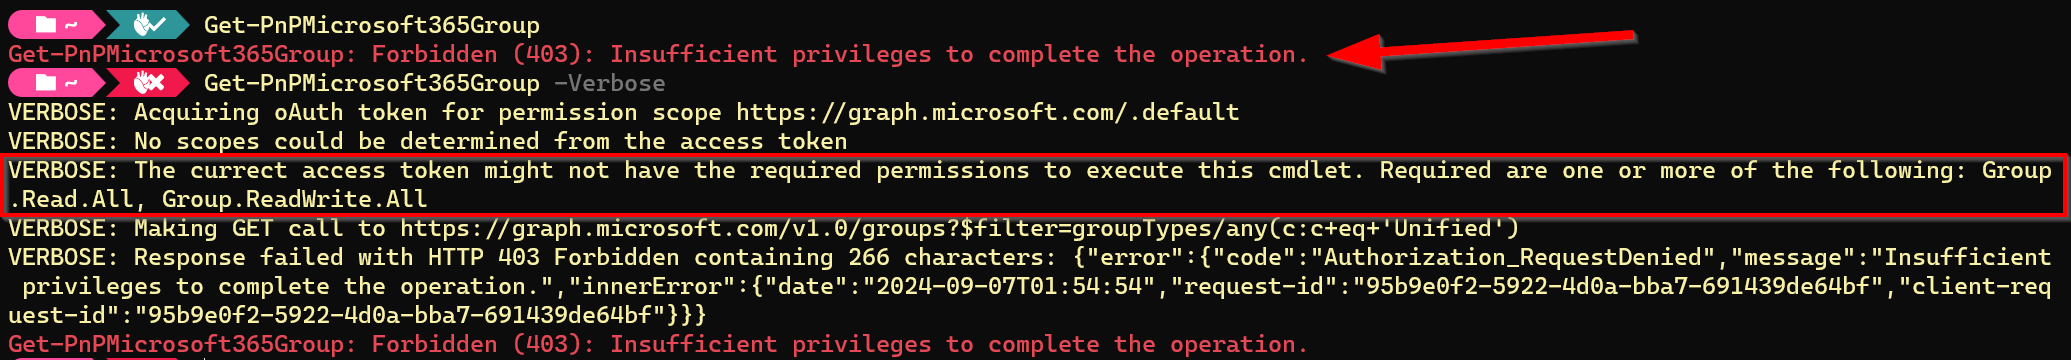 ~ Get-PnPMicrosoft365Group
Get-PnPMicrosoft365Group: Forbidden (403): Insufficient privileges to complete the operation.
~ Get-PnPMicrosoft365Group -Verbose
VERBOSE: Acquiring oAuth token for permission scope https://graph.microsoft.com/.default
VERBOSE: No scopes could be determined from the access token
VERBOSE: The currect access token might not have the required permissions to execute this cmdlet. Required are one or more of the following: Group
.Read.All, Group.ReadWrite.All
VERBOSE: Making GET call to https://graph.microsoft.com/v1.0/groups?$filter=groupTypes/any(c:c+eq+'Unified')
VERBOSE: Response failed with HTTP 403 Forbidden containing 266 characters: {"error":{"code":"Authorization_RequestDenied","message":"Insufficient
 privileges to complete the operation.","innerError":{"date":"2024-09-07T01:54:54","request-id":"95b9e0f2-5922-4d0a-bba7-691439de64bf","client-req
uest-id":"95b9e0f2-5922-4d0a-bba7-691439de64bf"}}}
Get-PnPMicrosoft365Group: Forbidden (403): Insufficient privileges to complete the operation.